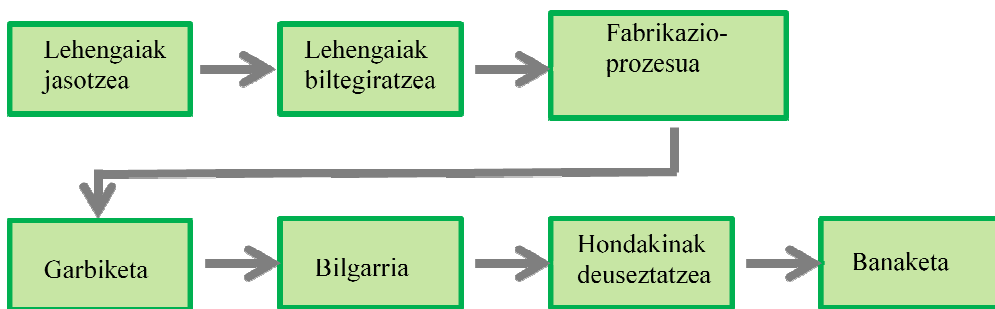 Lehengaiak
jasotzea
Lehengaiak
biltegiratzea
Fabrikazio-
prozesua
Garbiketa
Bilgarria
Hondakinak
deuseztatzea
Banaketa